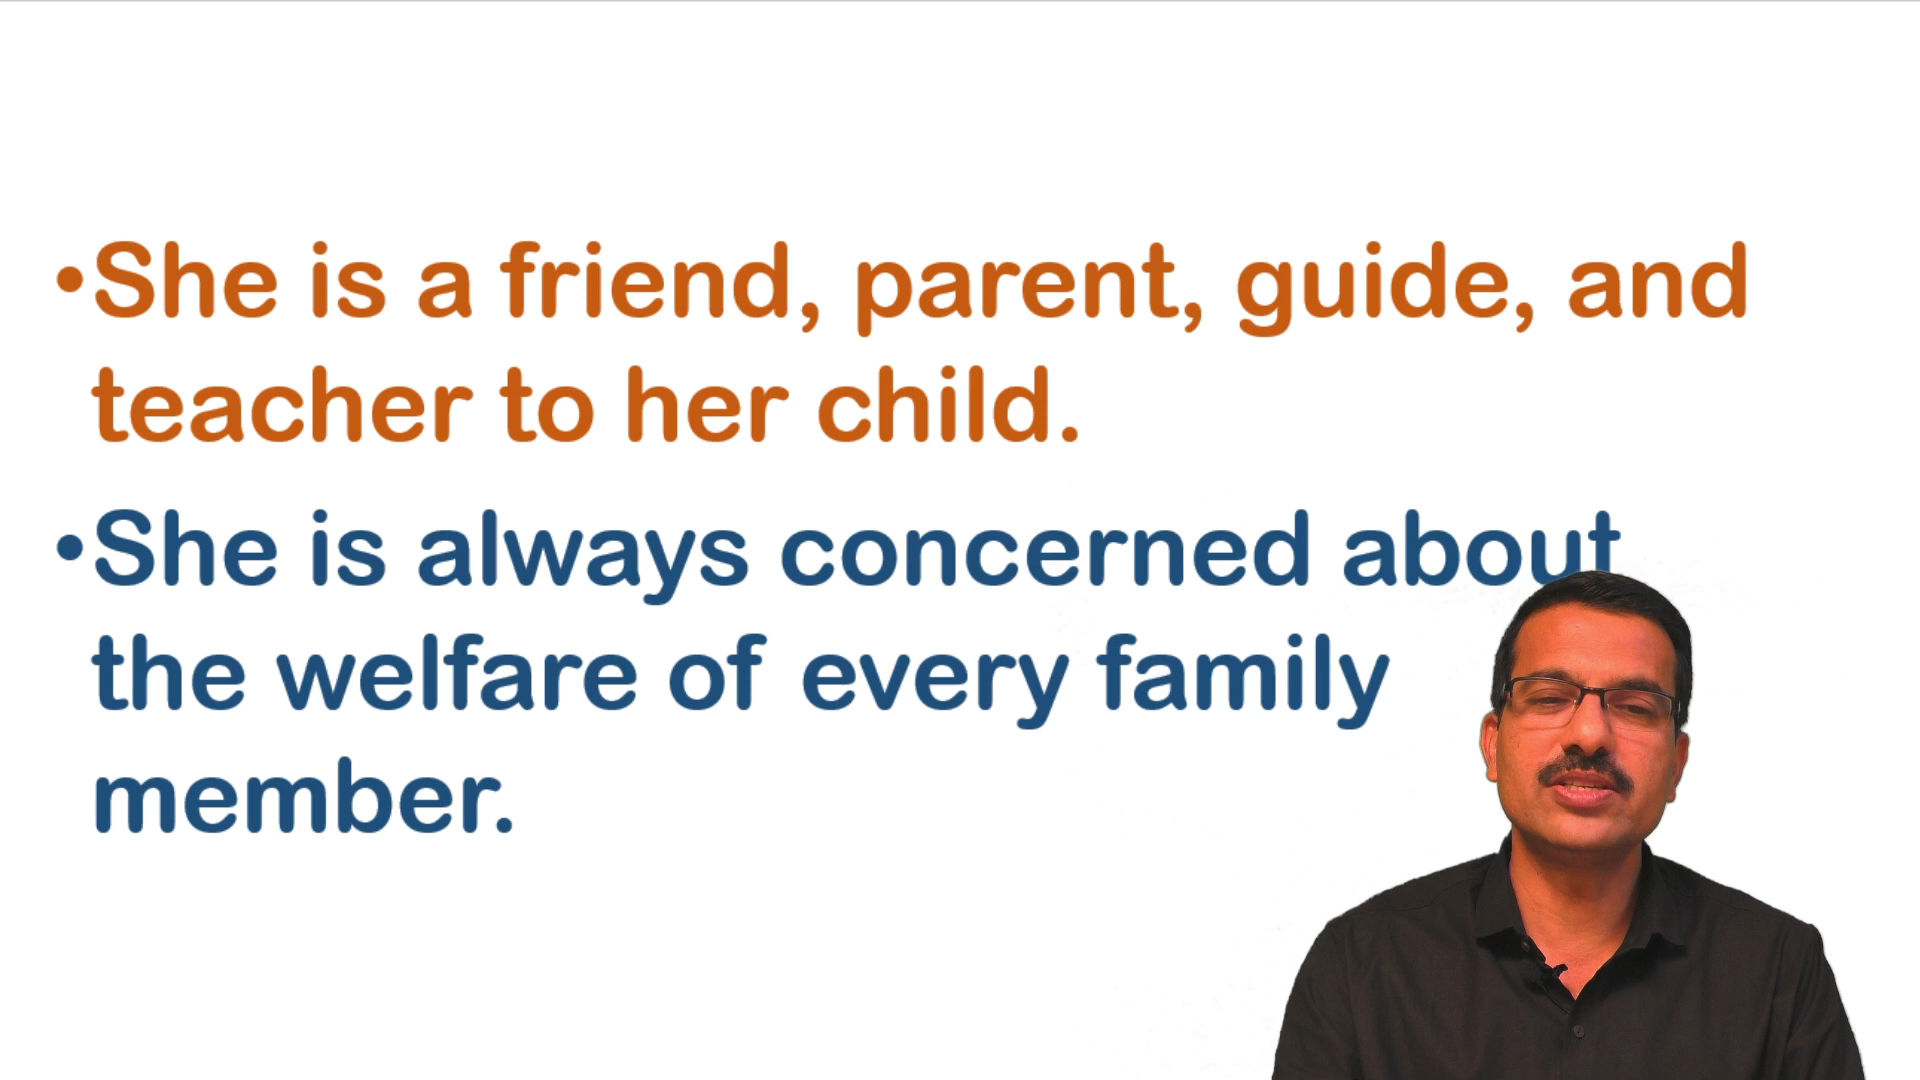 •She is a friend, parent, guide, and
teacher to her child.
•She is always concerned about
the welfare of every family
member.